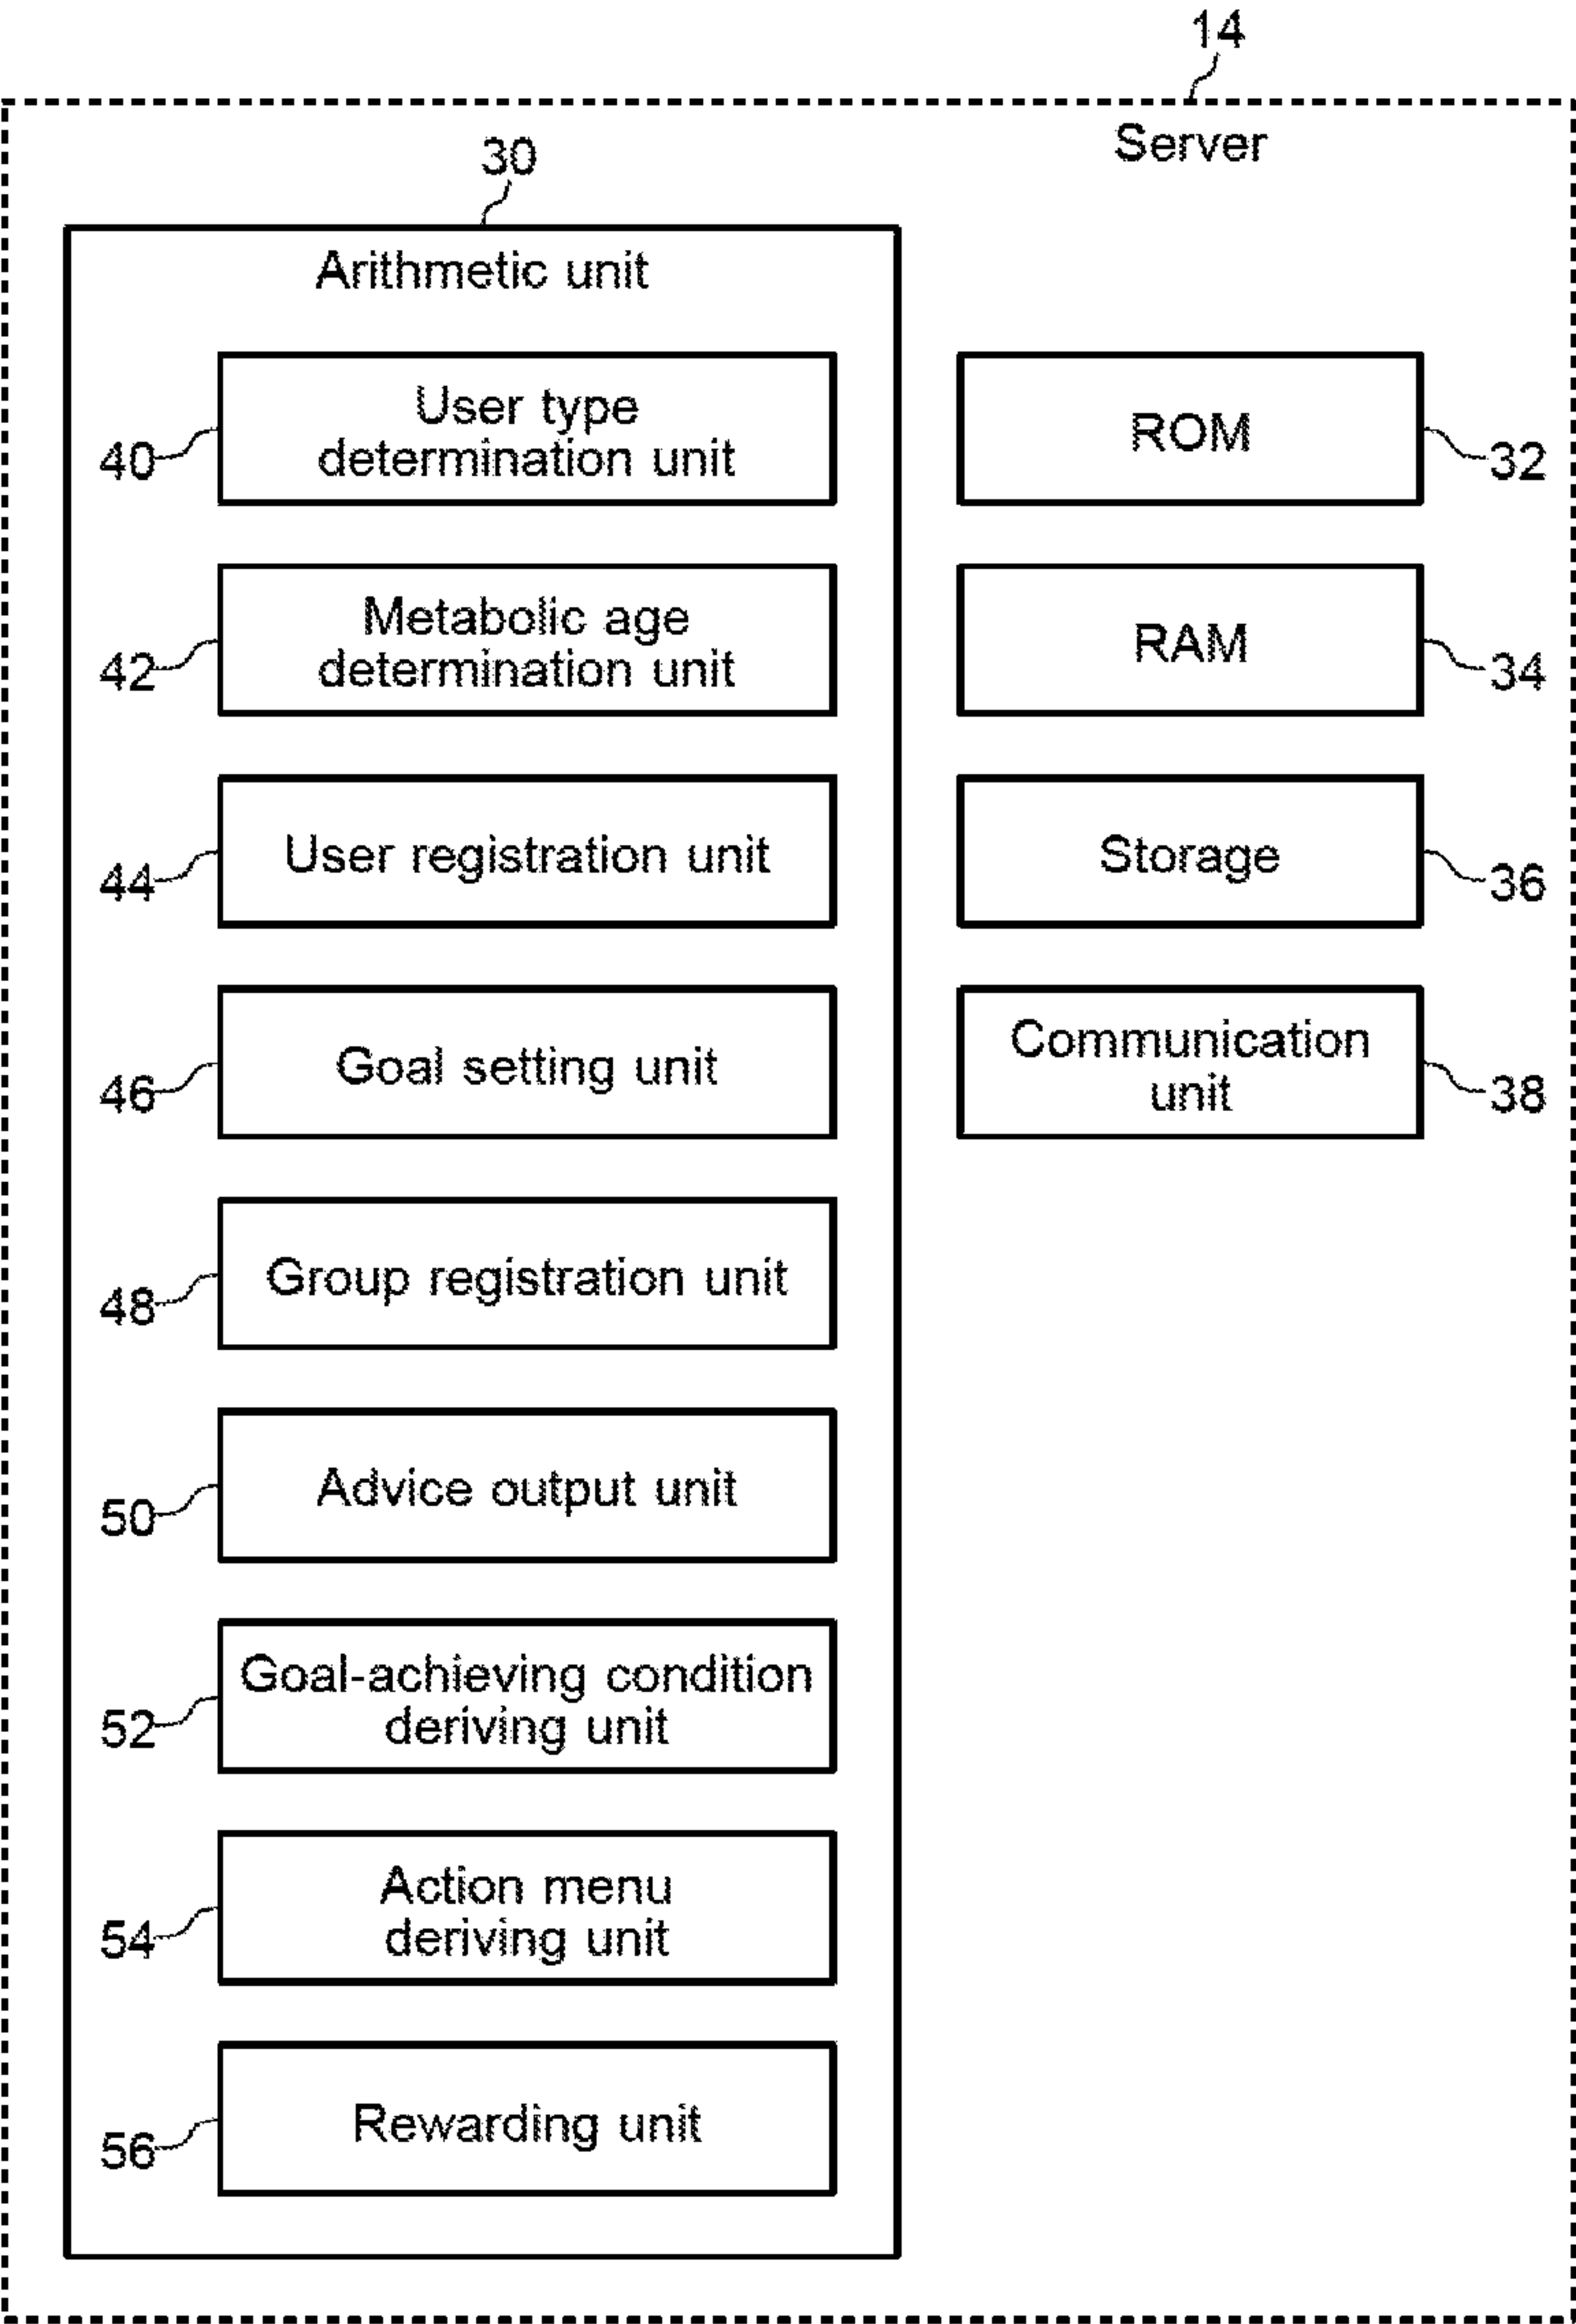 14
Server
30
Arithmetic unit
User type
determination unit
40
ROM
32
Metabolic age
determination unit
42
RAM
34
User registration unit
44
Storage
36
Goal setting unit
46
Communication
unit
38
Group registration unit
48
Advice output unit
50
Goal-achieving condition
deriving unit
52
Action menu
deriving unit
54
Rewarding unit
56